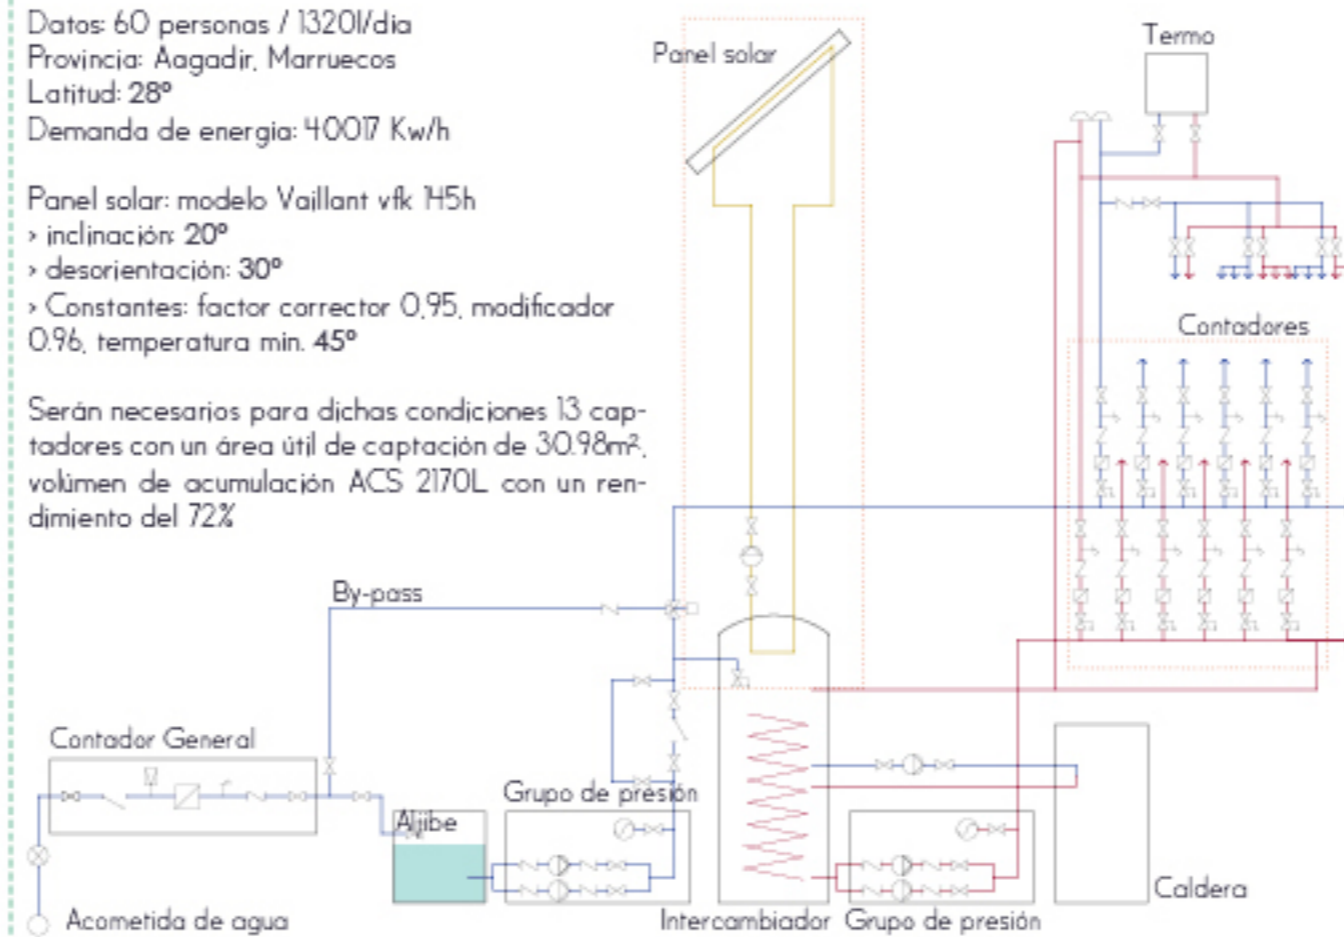 Datos: 60 personas / 1320l/dia
Provincia: Aagadir, Marruecos
Latitud: 28º
Demanda de energia: 40017 Kw/h
Panel solar: modelo Vaillant vfk 145h
> inclinación: 20º
> desorientación: 30º
> Constantes: factor corrector 0,95, modificador
0.96, temperatura min. 45º
Serán necesarios para dichas condiciones 13 cap-
tadores con un área útil de captación de 30.98m²,
volúmen de acumulación ACS 2170L con un ren-
dimiento del 72%
Panel solar
Termo
Contadores
By-pass
Contador General
Grupo de presión
Aljibe
Caldera
Acometida de agua
Intercambiador
Grupo de presión